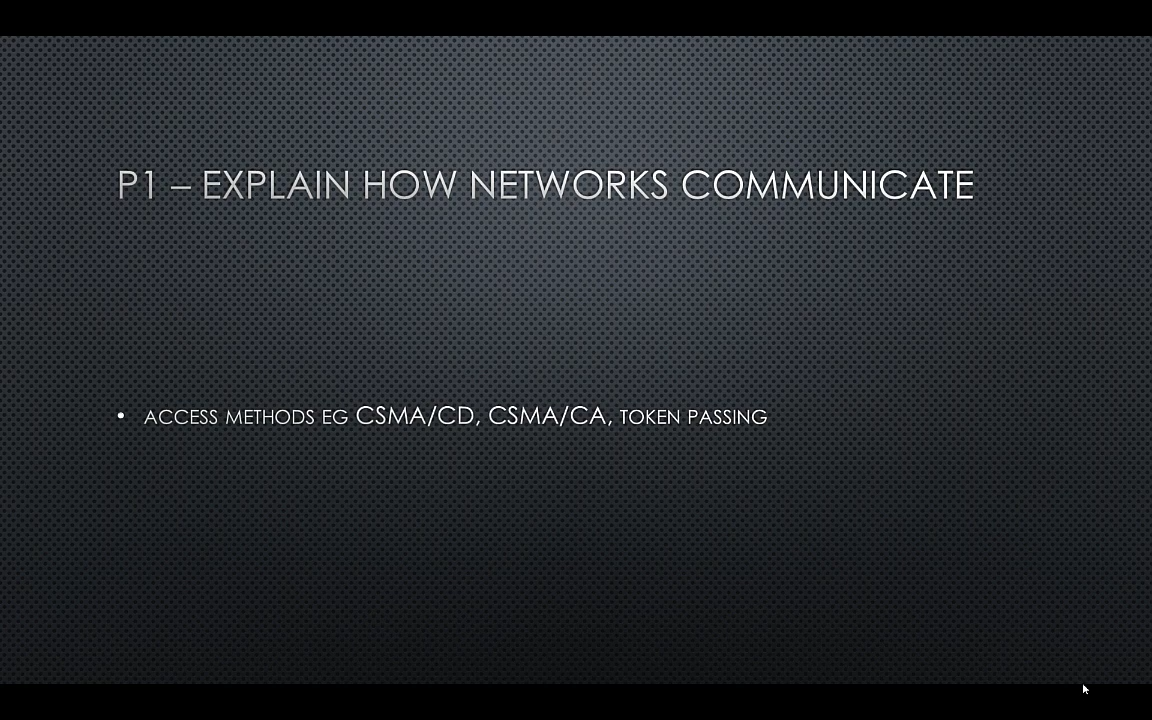 P1 – EXPLAIN HOW NETWORKS COMMUNICATE
• ACCESS METHODS EG CSMA/CD, CSMA/CA, TOKEN PASSING